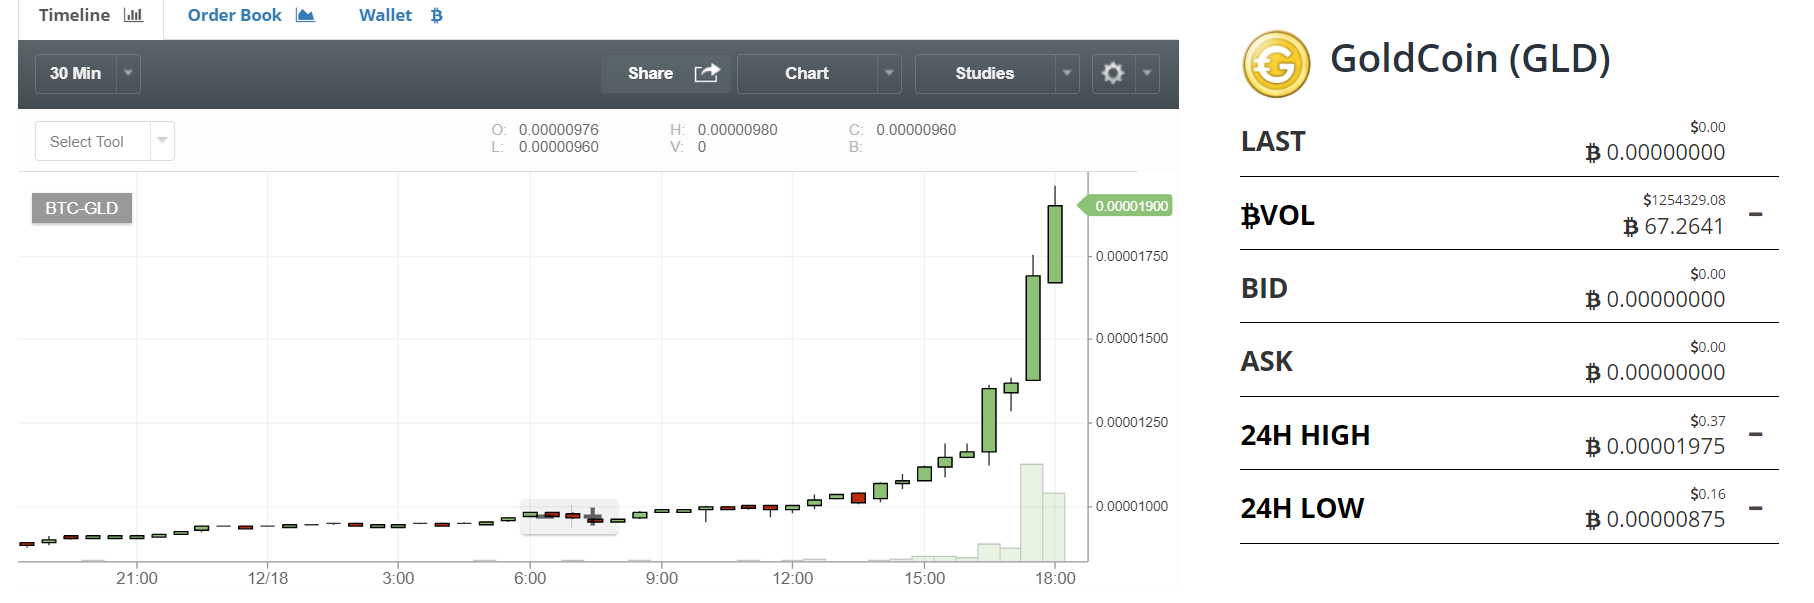 Timeline Order Book Wallet
30 Min Share Chart Studies
Select Tool
O: 0.00000976 H: 0.00000980 C: 0.00000960
L: 0.00000960 V: 0 B:
BTC-GLD
0.00001900
0.00001750
0.00001500
0.00001250
0.00001000
21:00 12/18 3:00 6:00 9:00 12:00 15:00 18:00
GoldCoin (GLD)
$0.00
LAST ₿ 0.00000000
$1254329.08
₿VOL ₿ 67.2641
$0.00
BID ₿ 0.00000000
$0.00
ASK ₿ 0.00000000
$0.37
24H HIGH ₿ 0.00001975
$0.16
24H LOW ₿ 0.00000875